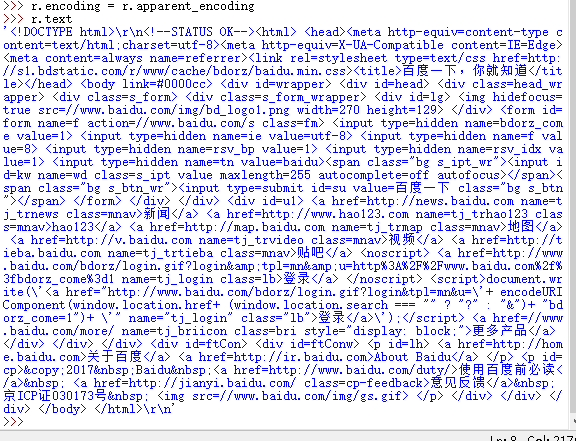 >>> r.encoding = r.apparent_encoding
>>> r.text
'<!DOCTYPE html>\r\n<!--STATUS OK--><html> <head><meta http-equiv=content-type c
ontent=text/html;charset=utf-8><meta http-equiv=X-UA-Compatible content=IE=Edge>
<meta content=always name=referrer><link rel=stylesheet type=text/css href=http:
//s1.bdstatic.com/r/www/cache/bdorz/baidu.min.css><title>百度一下，你就知道</tit
le></head> <body link=#0000cc> <div id=wrapper> <div id=head> <div class=head_wr
apper> <div class=s_form> <div class=s_form_wrapper> <div id=lg> <img hidefocus=
true src=//www.baidu.com/img/bd_logo1.png width=270 height=129> </div> <form id=
form name=f action=//www.baidu.com/s class=fm> <input type=hidden name=bdorz_com
e value=1> <input type=hidden name=ie value=utf-8> <input type=hidden name=f val
ue=8> <input type=hidden name=rsv_bp value=1> <input type=hidden name=rsv_idx va
lue=1> <input type=hidden name=tn value=baidu><span class="bg s_ipt_wr"><input i
d=kw name=wd class=s_ipt value maxlength=255 autocomplete=off autofocus></span><
span class="bg s_btn_wr"><input type=submit id=su value=百度一下 class="bg s_btn
"></span> </form> </div> </div> <div id=u1> <a href=http://news.baidu.com name=t
j_trnews class=mnav>新闻</a> <a href=http://www.hao123.com name=tj_trhao123 clas
s=mnav>hao123</a> <a href=http://map.baidu.com name=tj_trmap class=mnav>地图</a>
<a href=http://v.baidu.com name=tj_trvideo class=mnav>视频</a> <a href=http://t
ieba.baidu.com name=tj_trtieba class=mnav>贴吧</a> <noscript> <a href=http://www
.baidu.com/bdorz/login.gif?login&amp;tpl=mn&amp;u=http%3A%2F%2Fwww.baidu.com%2f%
3fbdorz_come%3d1 name=tj_login class=lb>登录</a> </noscript> <script>document.wr
ite(\'<a href="http://www.baidu.com/bdorz/login.gif?login&tpl=mn&u=\'+ encodeURI
Component(window.location.href+ (window.location.search === "" ? "?" : "&")+ "bd
orz_come=1")+ \'" name="tj_login" class="lb">登录</a>\');</script> <a href=//www
.baidu.com/more/ name=tj_briicon class=bri style="display: block;">更多产品</a>
</div> </div> </div> <div id=ftCon> <div id=ftConw> <p id=lh> <a href=http://hom
e.baidu.com>关于百度</a> <a href=http://ir.baidu.com>About Baidu</a> </p> <p id=
cp>&copy;2017&nbsp;Baidu&nbsp;<a href=http://www.baidu.com/duty/>使用百度前必读<
/a>&nbsp; <a href=http://jianyi.baidu.com/ class=cp-feedback>意见反馈</a>&nbsp;
京ICP证030173号&nbsp; <img src=//www.baidu.com/img/gs.gif> </p> </div> </div> </
div> </body> </html>\r\n'
>>>